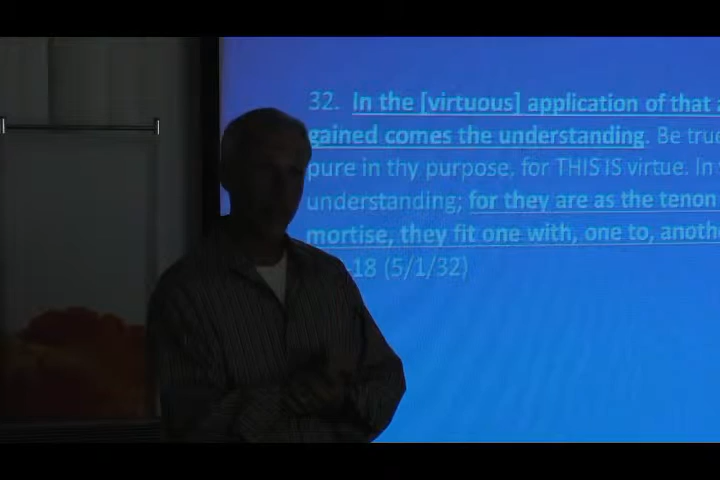 32. In the [virtuous] application of that a
gained comes the understanding. Be true
pure in thy purpose, for THIS IS virtue. In
understanding; for they are as the tenon
mortise, they fit one with, one to, anothe
-18 (5/1/32)